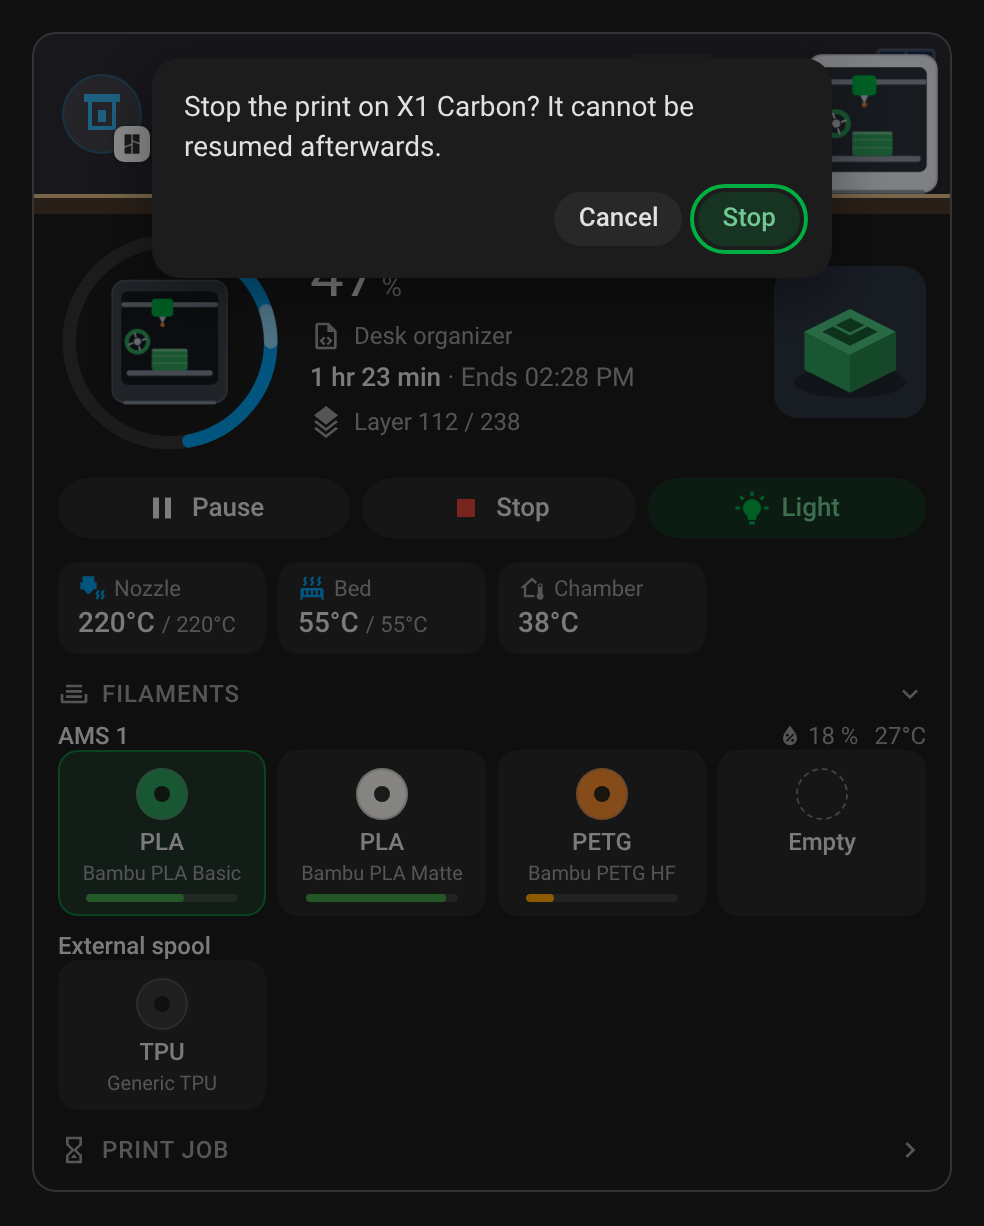 Stop the print on X1 Carbon? It cannot be
resumed afterwards.
Cancel
Stop
47 %
Desk organizer
1 hr 23 min · Ends 02:28 PM
Layer 112 / 238
Pause
Stop
Light
Nozzle
220°C / 220°C
Bed
55°C / 55°C
Chamber
38°C
FILAMENTS
AMS 1
18 %
27°C
PLA
Bambu PLA Basic
PLA
Bambu PLA Matte
PETG
Bambu PETG HF
Empty
External spool
TPU
Generic TPU
PRINT JOB